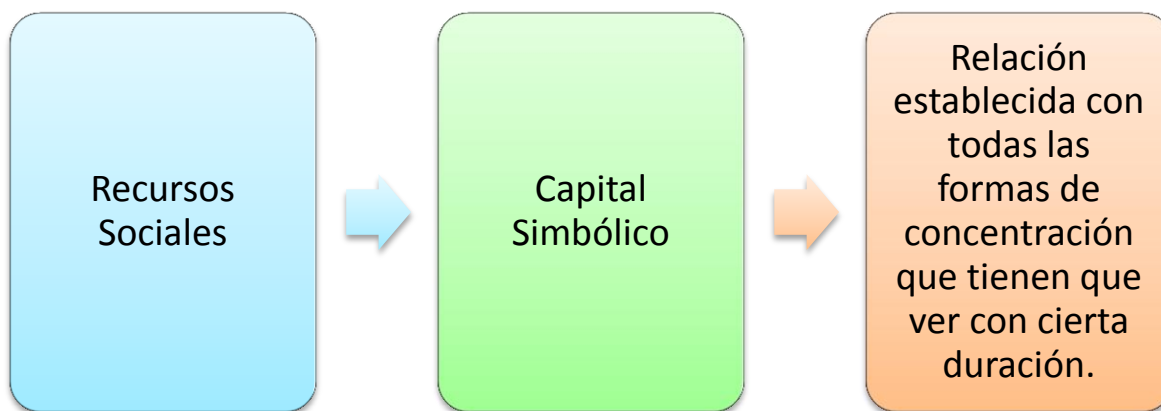 Recursos
Sociales
Capital
Simbólico
Relación
establecida con
todas las
formas de
concentración
que tienen que
ver con cierta
duración.